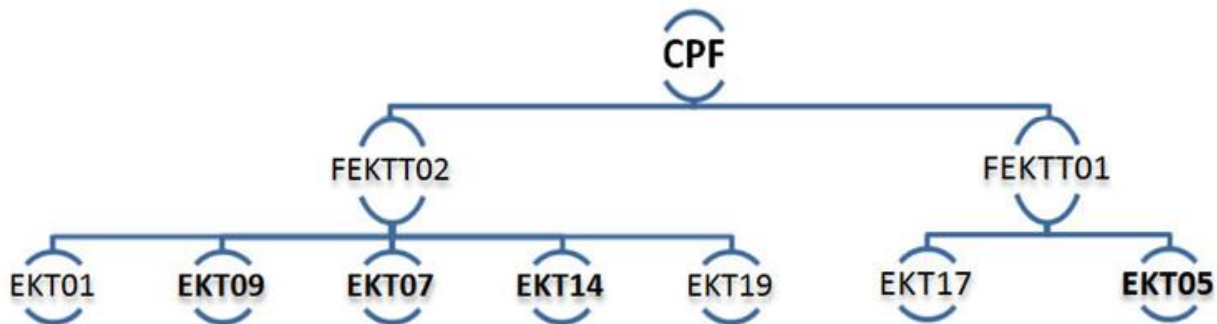 CPF
FEKTT02
FEKTT01
EKT01
EKT09
EKT07
EKT14
EKT19
EKT17
EKT05